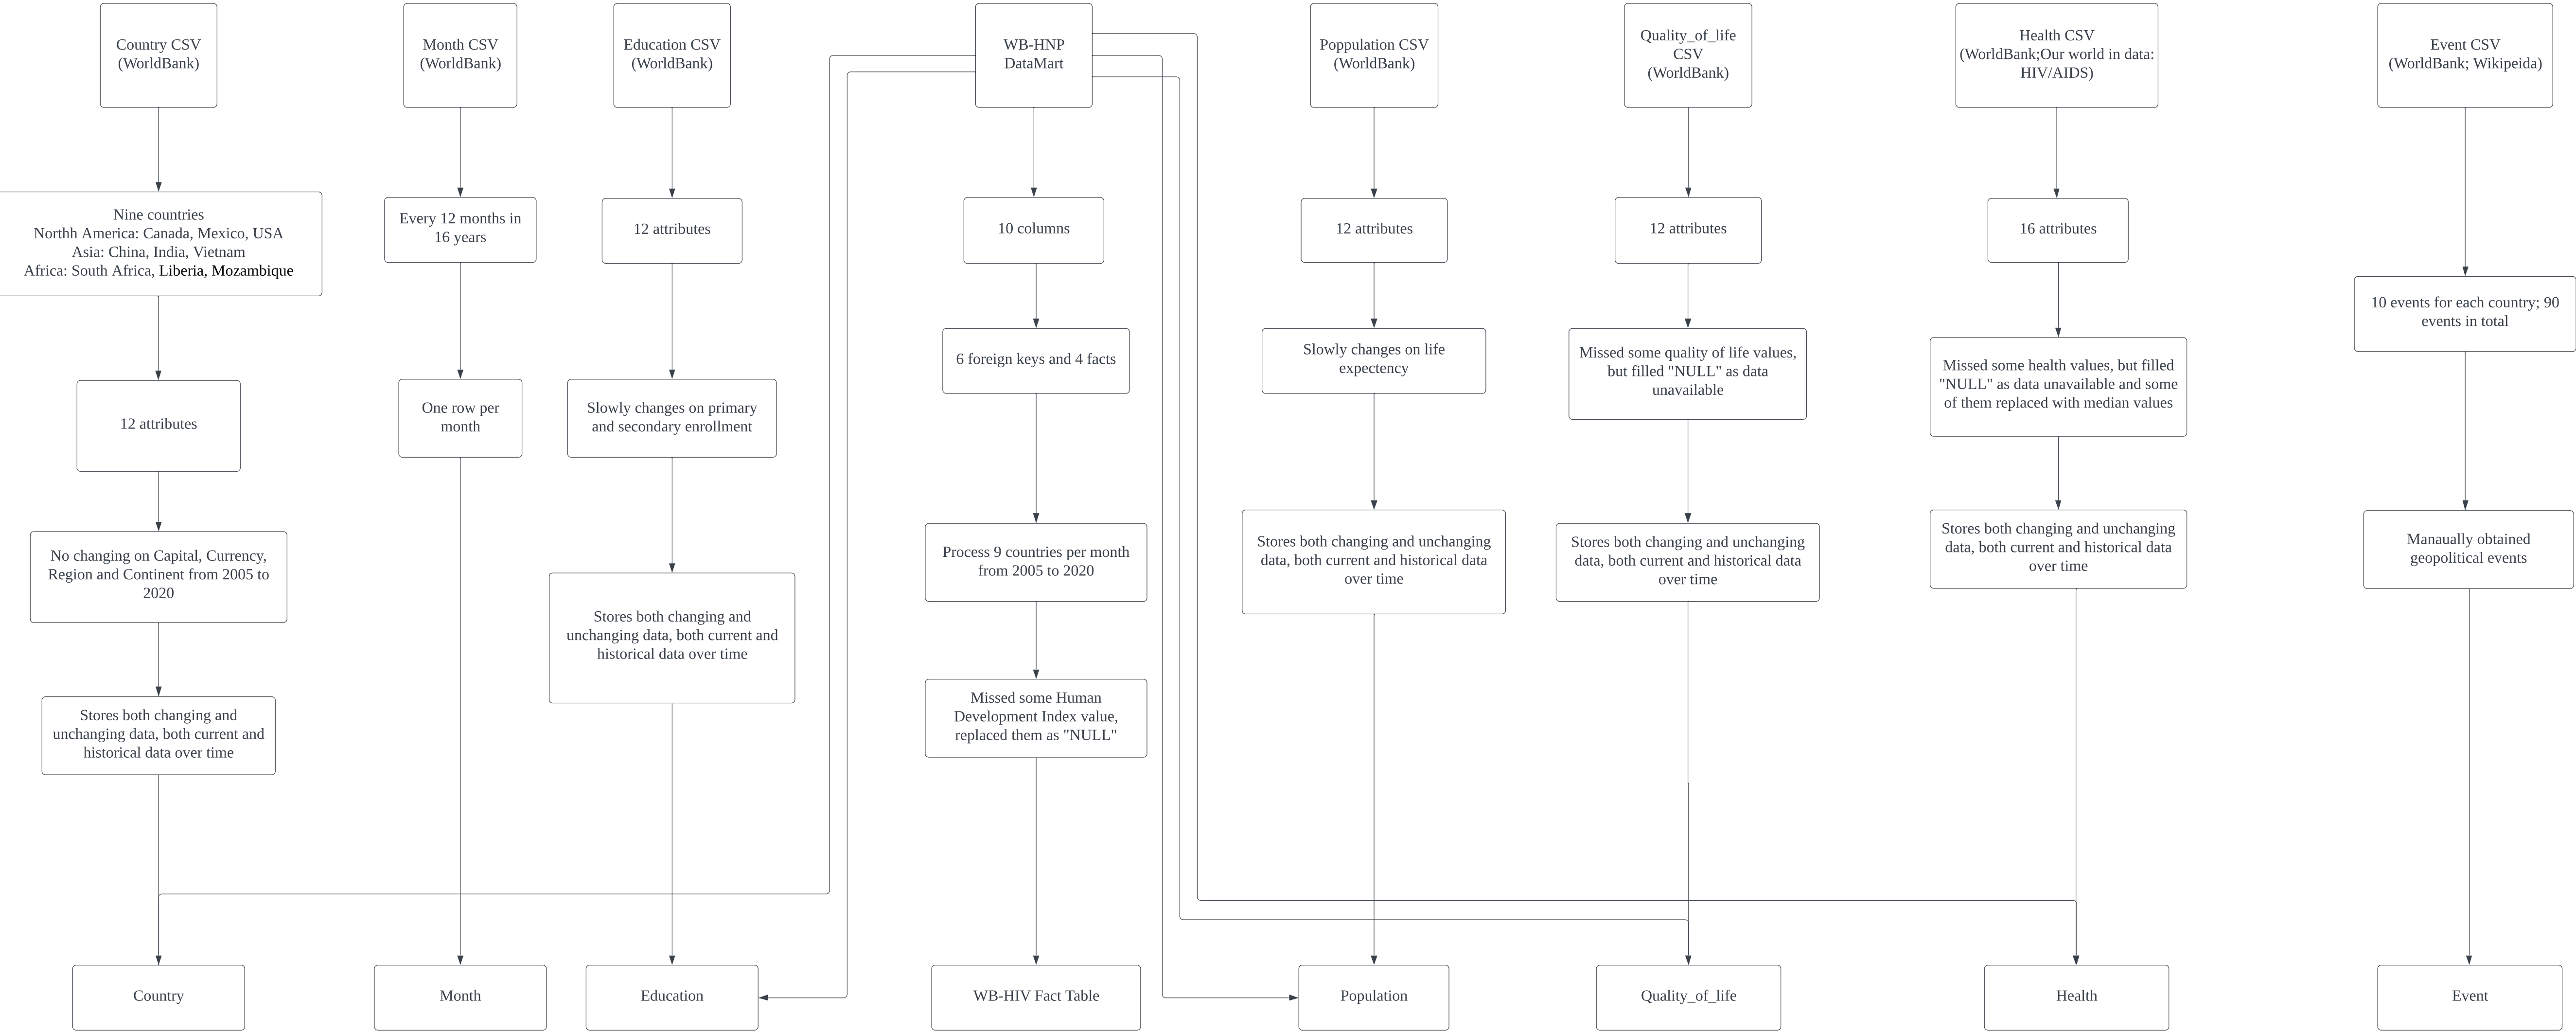 Country CSV
(WorldBank)
Month CSV
(WorldBank)
Education CSV
(WorldBank)
WB-HNP
DataMart
Poppulation CSV
(WorldBank)
Quality_of_life
CSV
(WorldBank)
Health CSV
(WorldBank;Our world in data:
HIV/AIDS)
Event CSV
(WorldBank; Wikipeida)
Nine countries
Northh America: Canada, Mexico, USA
Asia: China, India, Vietnam
Africa: South Africa, Liberia, Mozambique
Every 12 months in
16 years
12 attributes
10 columns
12 attributes
12 attributes
16 attributes
10 events for each country; 90
events in total
12 attributes
One row per
month
Slowly changes on primary
and secondary enrollment
6 foreign keys and 4 facts
Slowly changes on life
expectency
Missed some quality of life values,
but filled "NULL" as data
unavailable
Missed some health values, but filled
"NULL" as data unavailable and some
of them replaced with median values
No changing on Capital, Currency,
Region and Continent from 2005 to
2020
Stores both changing and
unchanging data, both current and
historical data over time
Process 9 countries per month
from 2005 to 2020
Stores both changing and unchanging
data, both current and historical data
over time
Stores both changing and unchanging
data, both current and historical data
over time
Stores both changing and unchanging
data, both current and historical data
over time
Manaually obtained
geopolitical events
Stores both changing and
unchanging data, both current and
historical data over time
Missed some Human
Development Index value,
replaced them as "NULL"
Country
Month
Education
WB-HIV Fact Table
Population
Quality_of_life
Health
Event